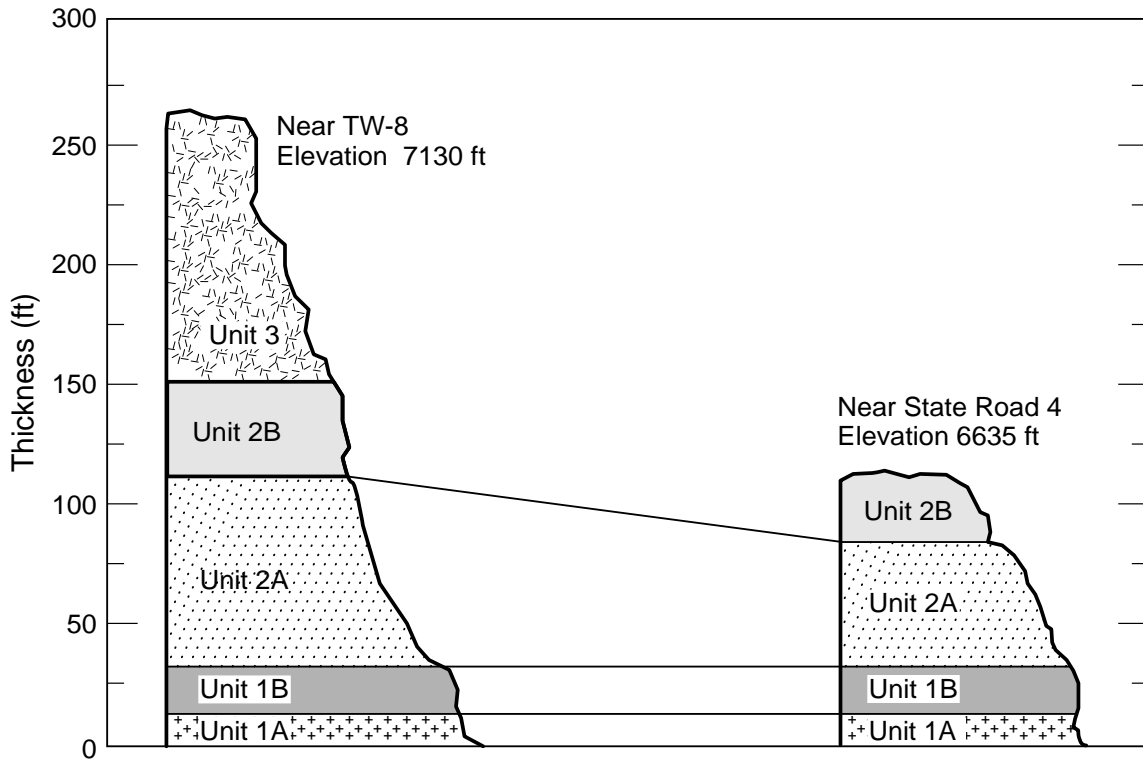 300
250
200
150
100
50
0
Thickness (ft)
Near TW-8
Elevation 7130 ft
Unit 3
Unit 2B
Unit 2A
Unit 1B
Unit 1A
Near State Road 4
Elevation 6635 ft
Unit 2B
Unit 2A
Unit 1B
Unit 1A